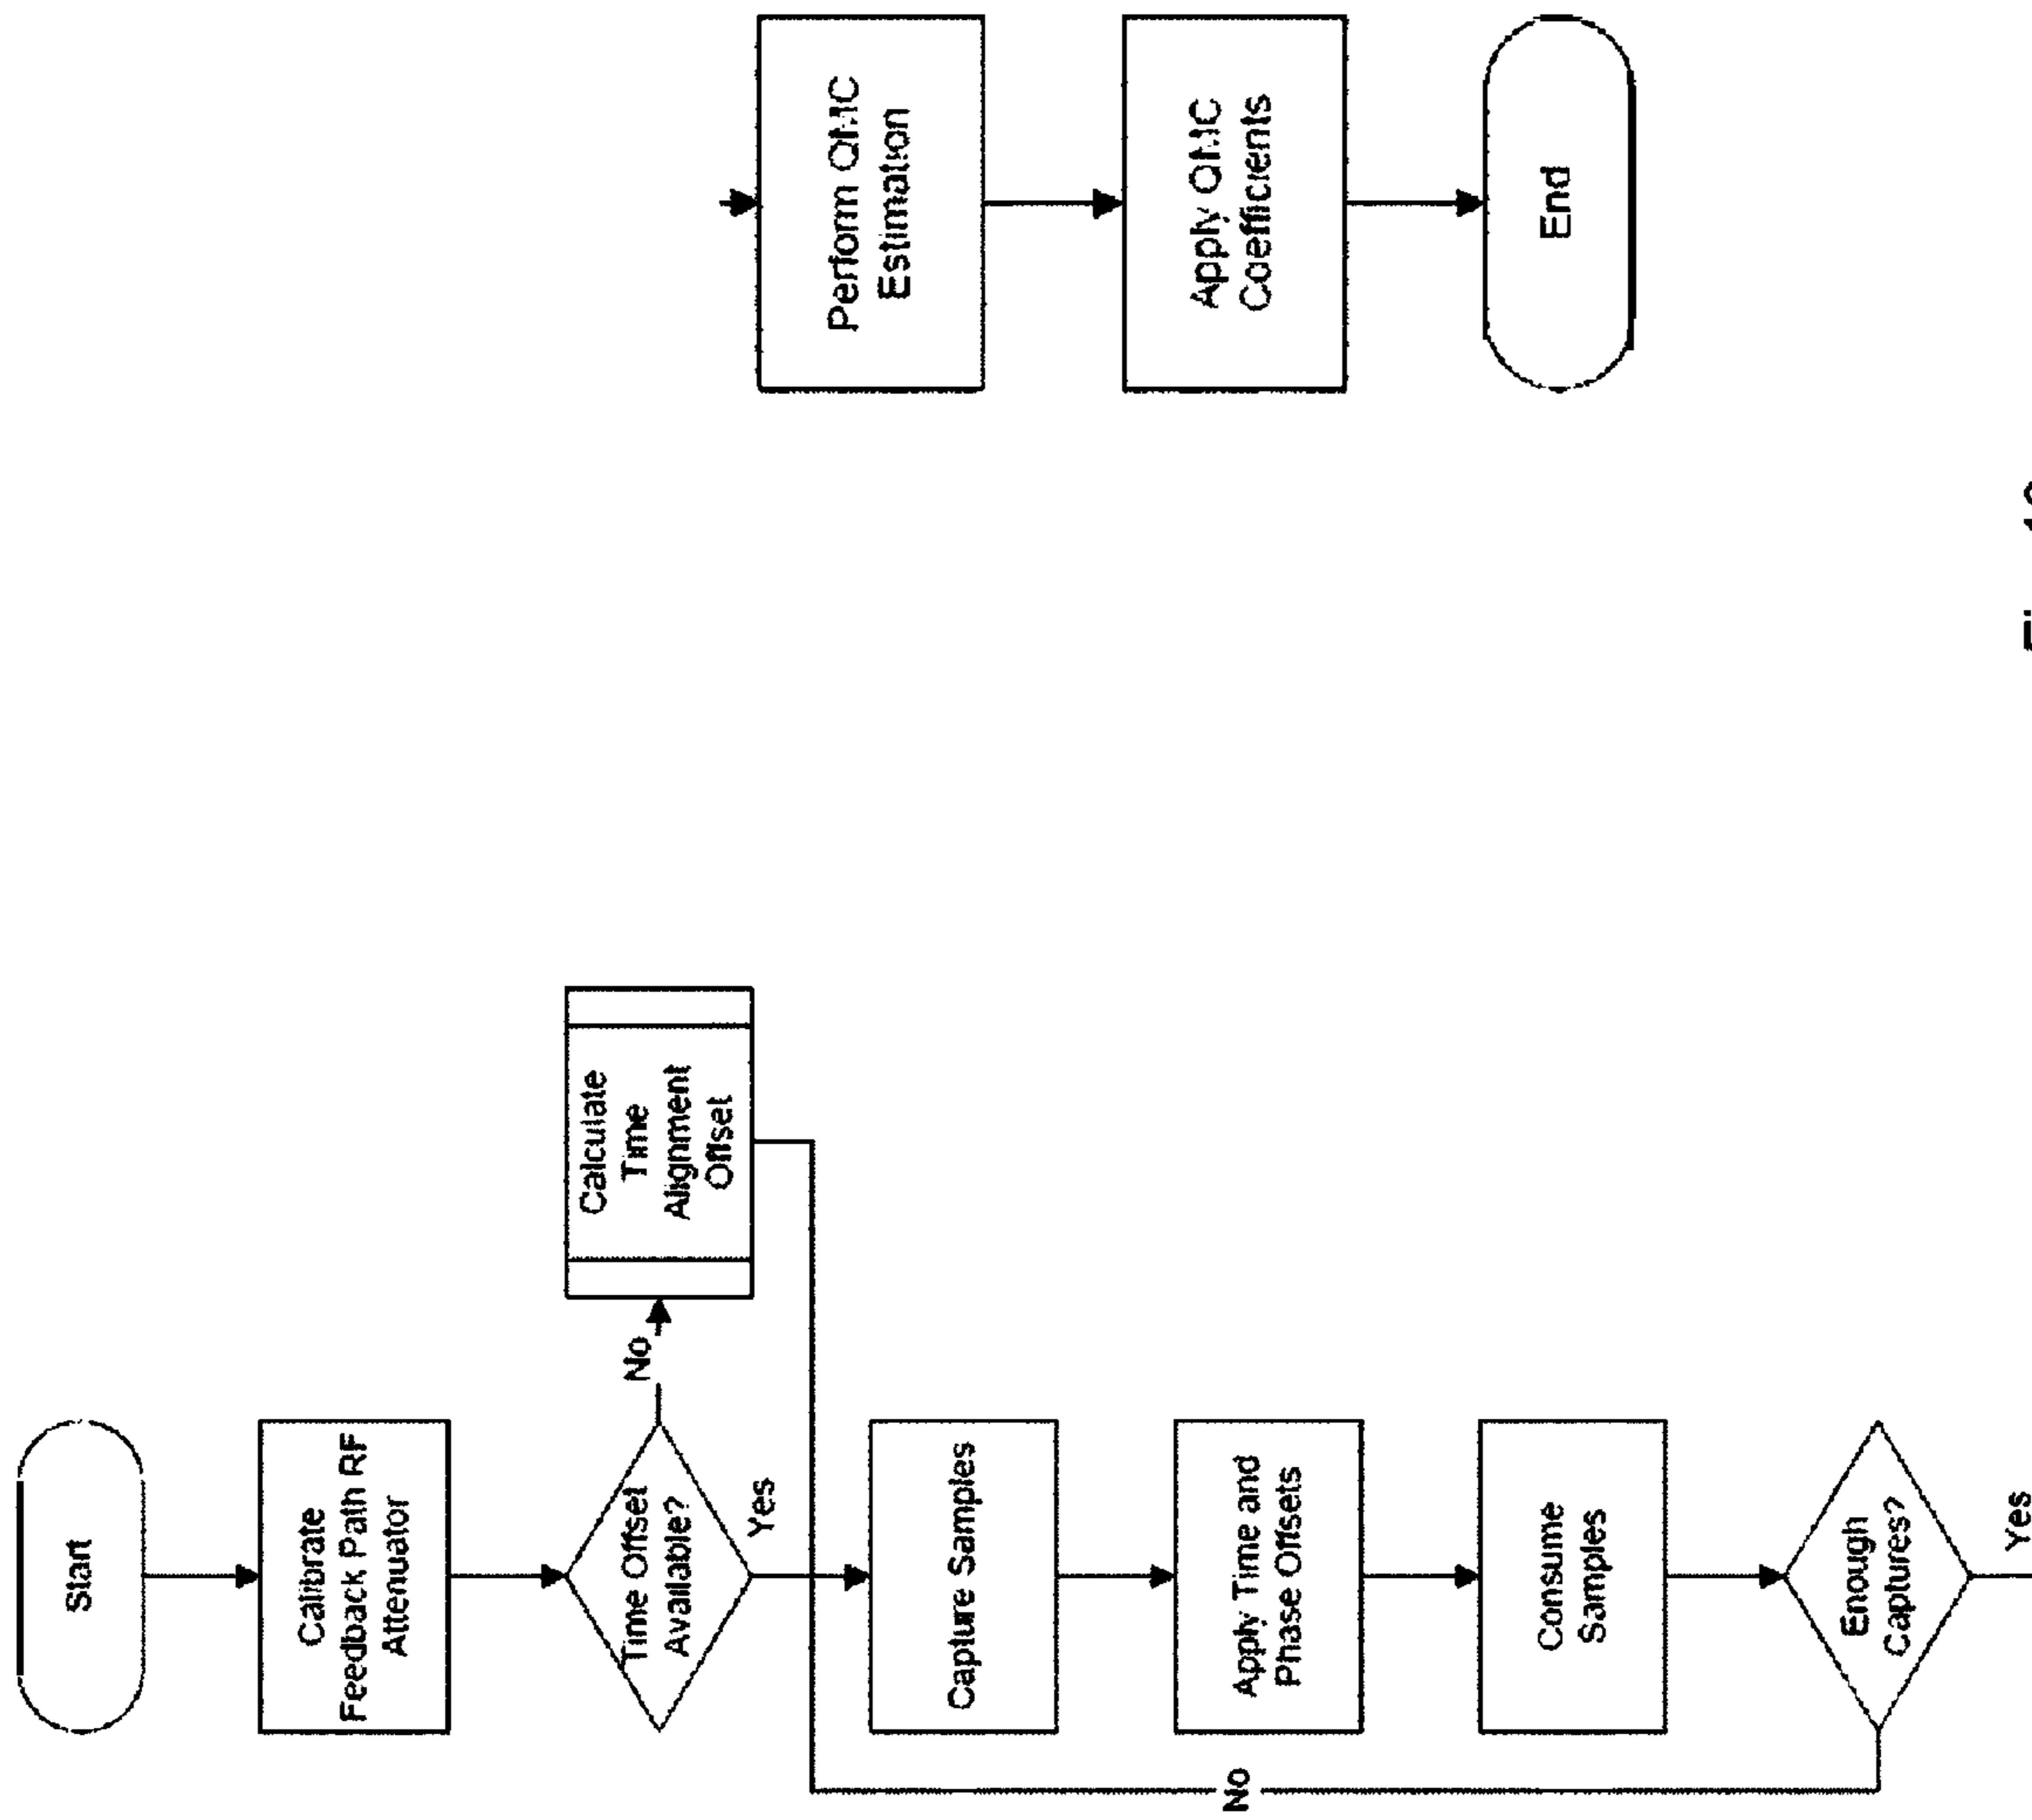 Start
Calibrate
Feedback Path RF
Attenuator
Time Offset
Available?
No
Calculate
Time
Alignment
Offset
Yes
Capture Samples
Apply Time and
Phase Offsets
Consume
Samples
Enough
Captures?
No
Yes
Perform QMC
Estimation
Apply QMC
Coefficients
End